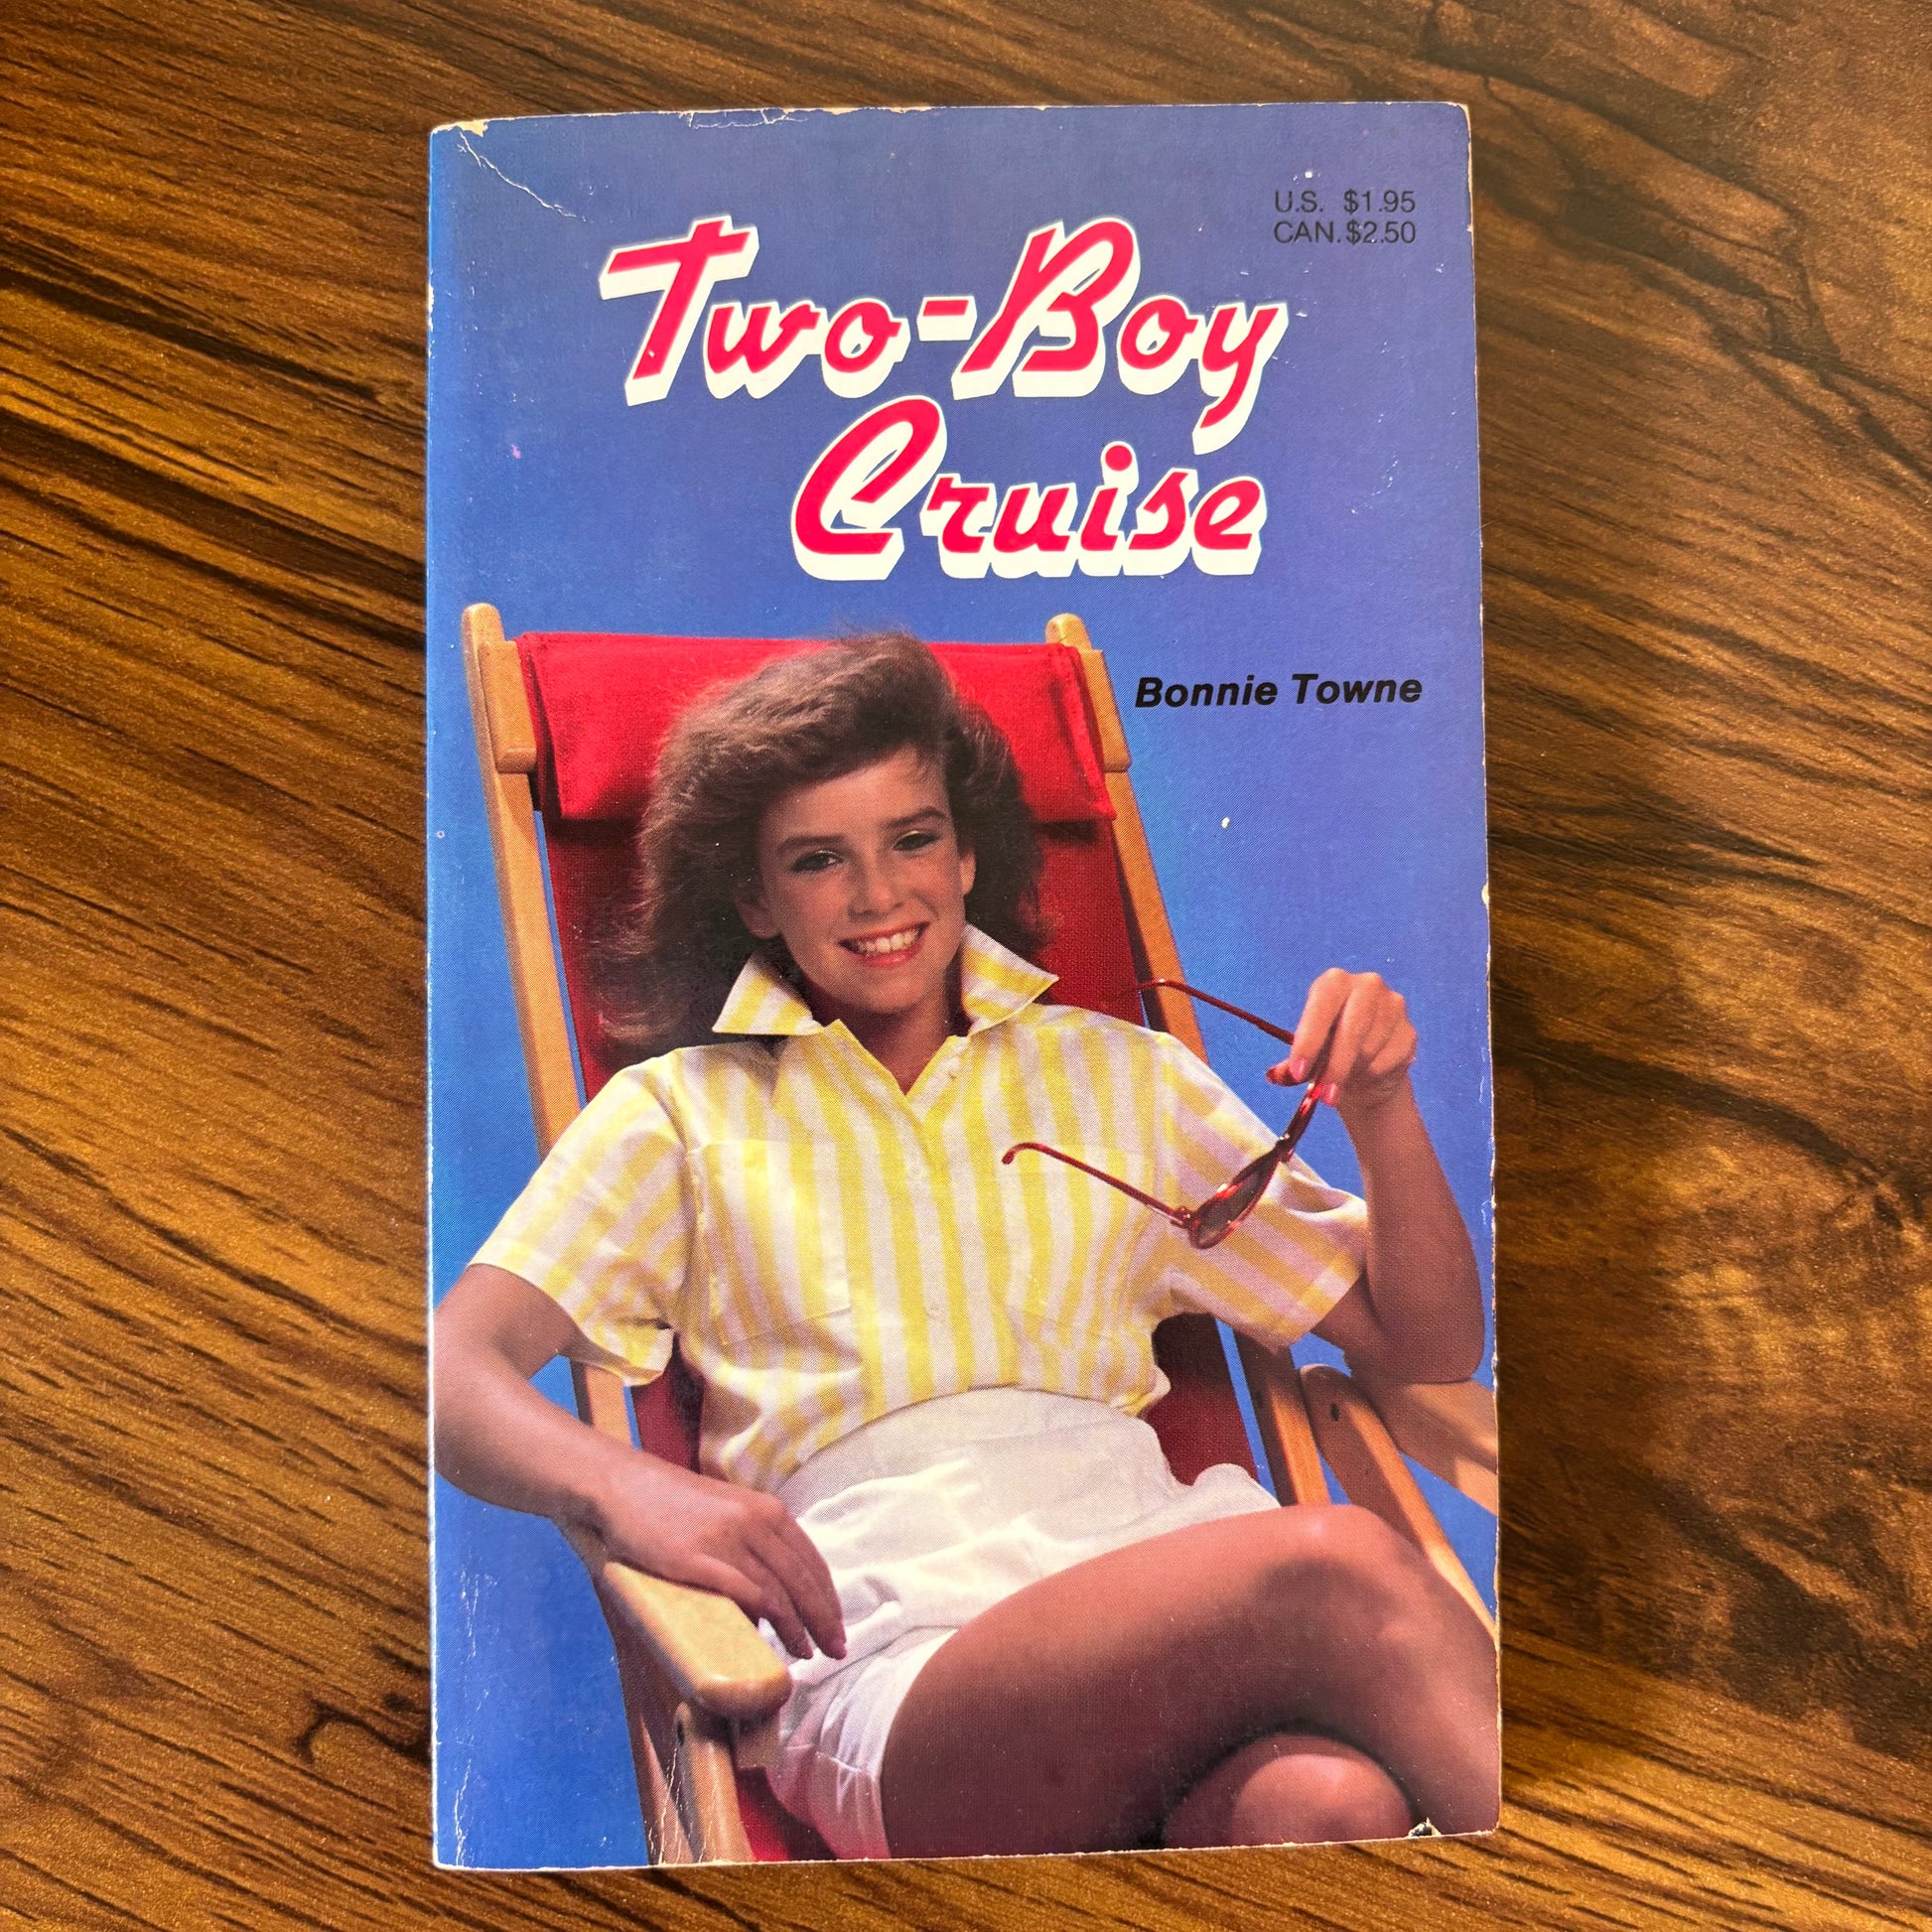 U.S. $1.95
CAN. $2.50
Two-Boy
Cruise
Bonnie Towne